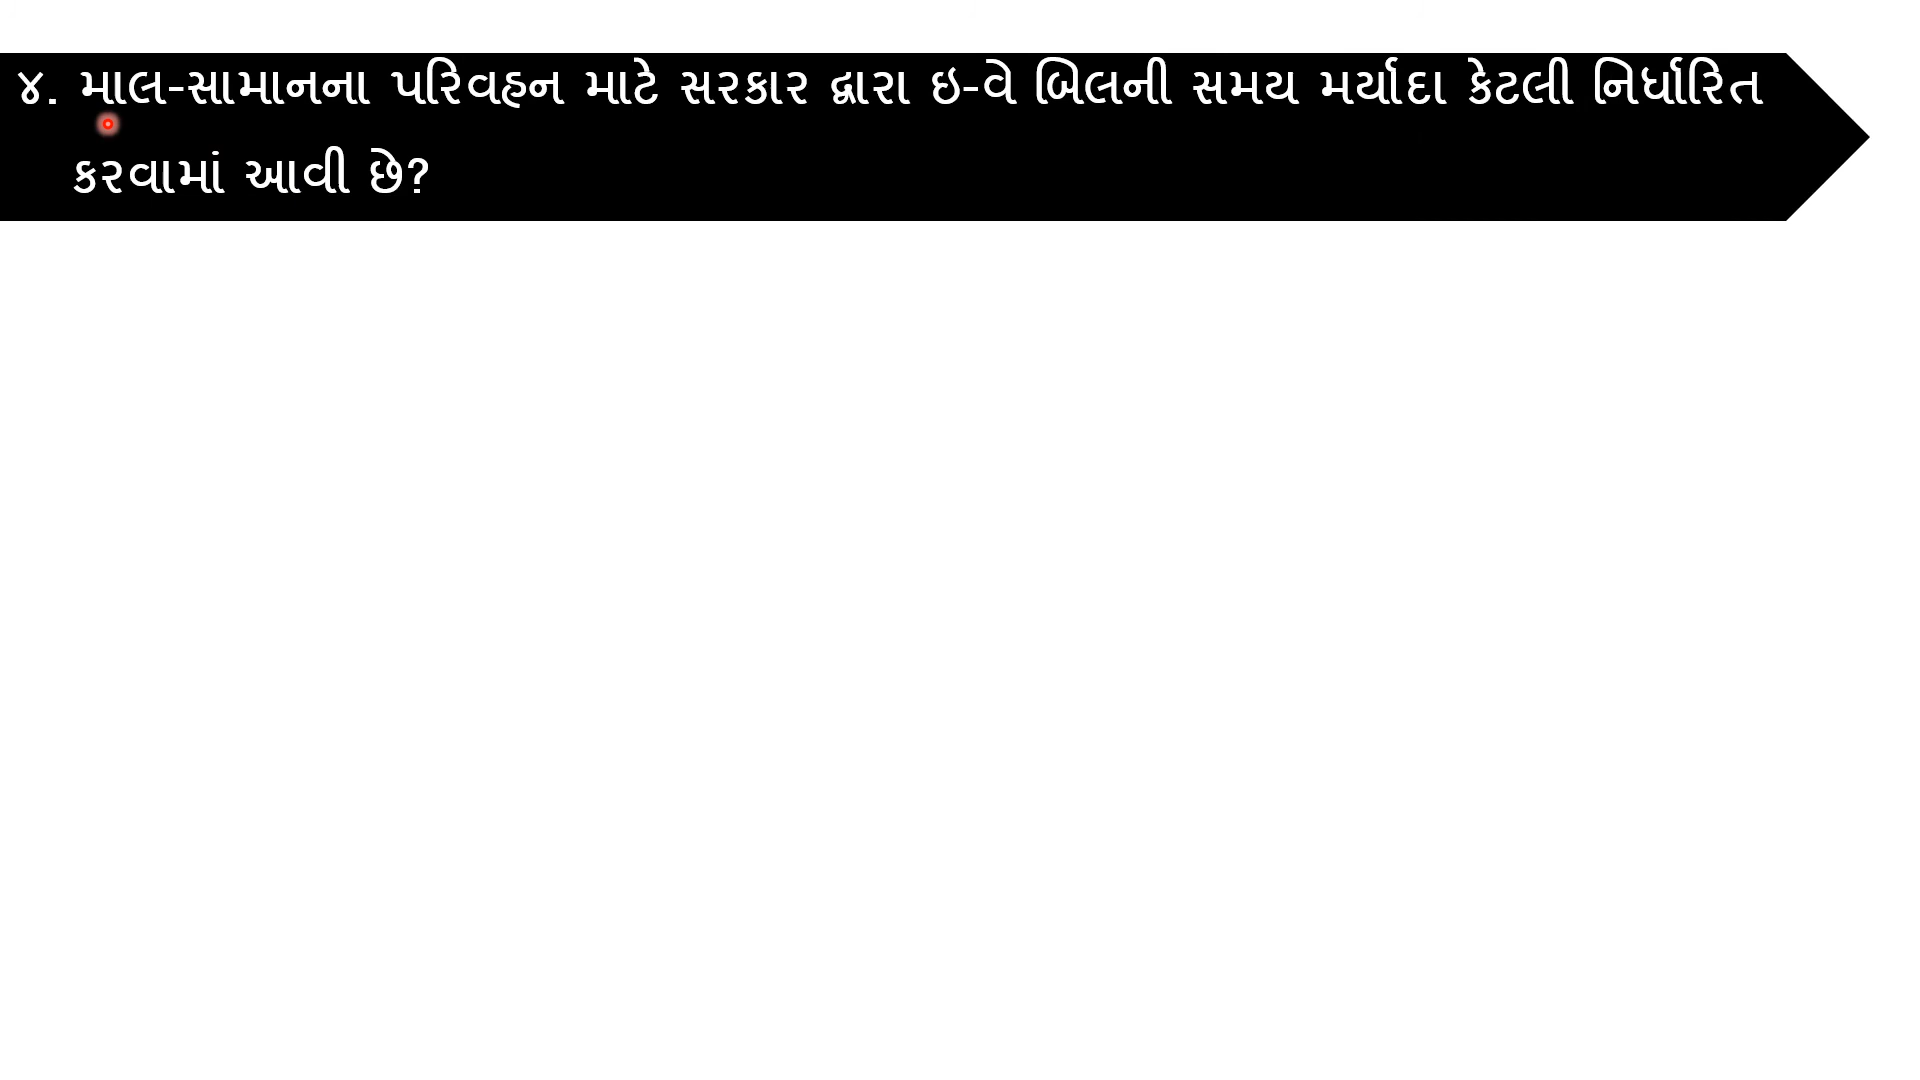 ૪. માલ-સામાનના પરિવહન માટે સરકાર દ્વારા ઇ-વે બિલની સમય મર્યાદા કેટલી નિર્ધારિત
કરવામાં આવી છે?